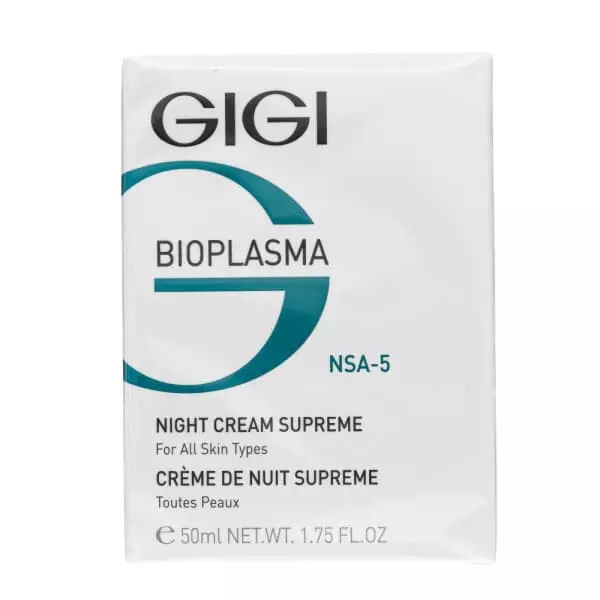 GIGI
BIOPLASMA
NSA-5
NIGHT CREAM SUPREME
For All Skin Types
CRÈME DE NUIT SUPREME
Toutes Peaux
℮ 50ml NET.WT. 1.75 FL.OZ